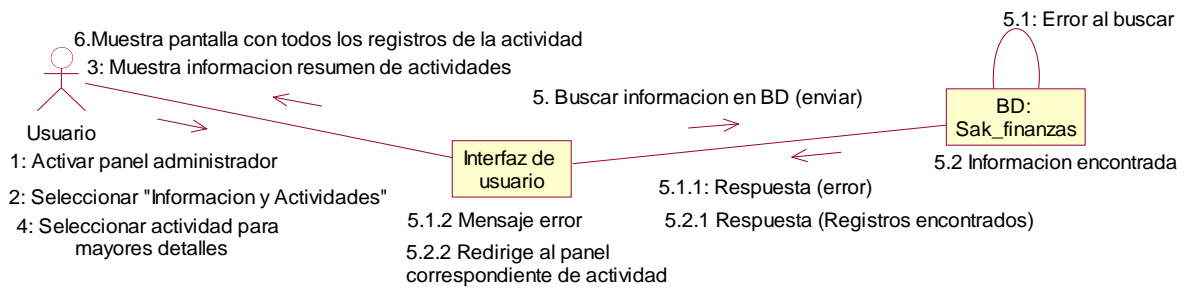 5.1: Error al buscar
6.Muestra pantalla con todos los registros de la actividad
3: Muestra informacion resumen de actividades
5. Buscar informacion en BD (enviar)
BD:
Sak_finanzas
Usuario
1: Activar panel administrador
Interfaz de
usuario
5.2 Informacion encontrada
2: Seleccionar "Informacion y Actividades"
5.1.1: Respuesta (error)
4: Seleccionar actividad para
mayores detalles
5.1.2 Mensaje error
5.2.1 Respuesta (Registros encontrados)
5.2.2 Redirige al panel
correspondiente de actividad